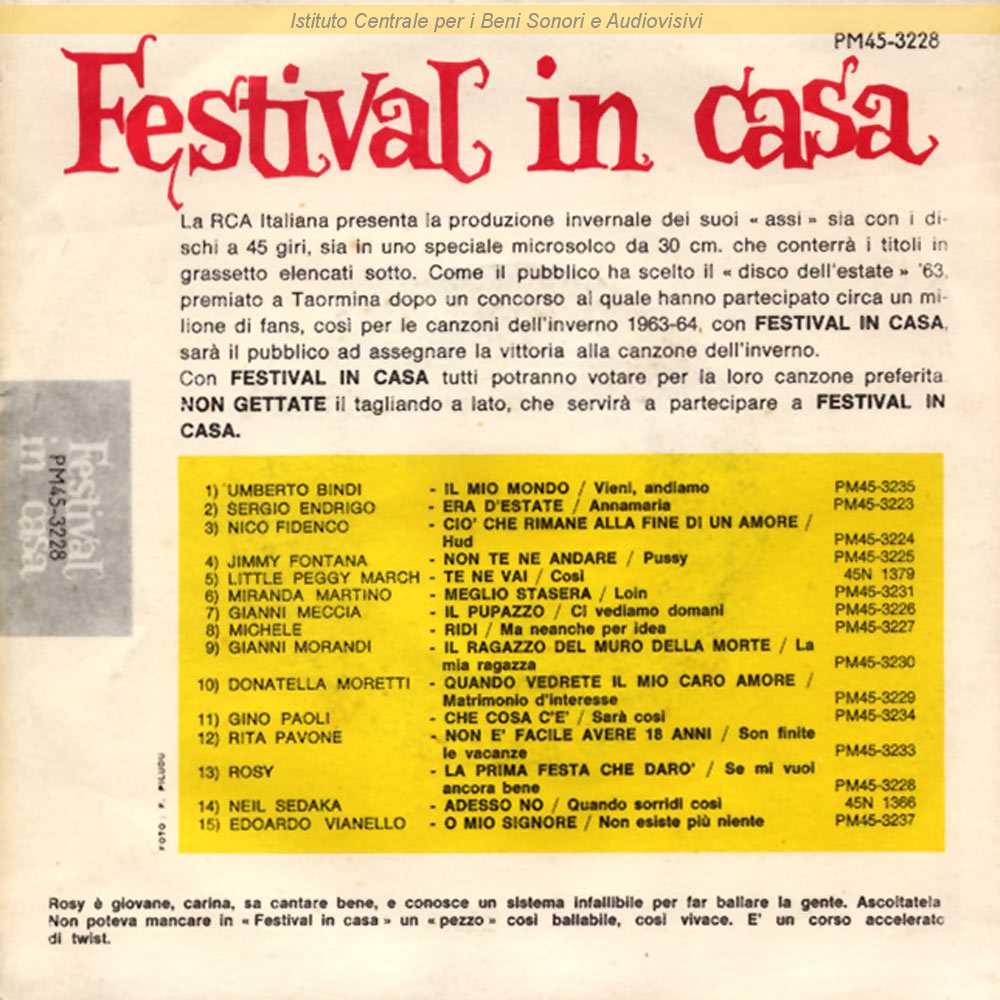 Istituto Centrale per i Beni Sonori e Audiovisivi
PM45-3228
Festival in casa
La RCA Italiana presenta la produzione invernale dei suoi « assi » sia con i di-
schi a 45 giri, sia in uno speciale microsolco da 30 cm. che conterrà i titoli in
grassetto elencati sotto. Come il pubblico ha scelto il « disco dell'estate » '63,
premiato a Taormina dopo un concorso al quale hanno partecipato circa un mi-
lione di fans, così per le canzoni dell'inverno 1963-64, con FESTIVAL IN CASA,
sarà il pubblico ad assegnare la vittoria alla canzone dell'inverno.
Con FESTIVAL IN CASA tutti potranno votare per la loro canzone preferita
NON GETTATE il tagliando a lato, che servirà a partecipare a FESTIVAL IN
CASA.
Festival
in casa
PM45-3228
1) UMBERTO BINDI - IL MIO MONDO / Vieni, andiamo PM45-3235
2) SERGIO ENDRIGO - ERA D'ESTATE / Annamaria PM45-3223
3) NICO FIDENCO - CIO' CHE RIMANE ALLA FINE DI UN AMORE /
Hud PM45-3224
4) JIMMY FONTANA - NON TE NE ANDARE / Pussy PM45-3225
5) LITTLE PEGGY MARCH - TE NE VAI / Così 45N 1379
6) MIRANDA MARTINO - MEGLIO STASERA / Loin PM45-3231
7) GIANNI MECCIA - IL PUPAZZO / Ci vediamo domani PM45-3226
8) MICHELE - RIDI / Ma neanche per idea PM45-3227
9) GIANNI MORANDI - IL RAGAZZO DEL MURO DELLA MORTE / La
mia ragazza PM45-3230
10) DONATELLA MORETTI - QUANDO VEDRETE IL MIO CARO AMORE /
Matrimonio d'interesse PM45-3229
11) GINO PAOLI - CHE COSA C'E' / Sarà così PM45-3234
12) RITA PAVONE - NON E' FACILE AVERE 18 ANNI / Son finite
le vacanze PM45-3233
13) ROSY - LA PRIMA FESTA CHE DARO' / Se mi vuoi
ancora bene PM45-3228
14) NEIL SEDAKA - ADESSO NO / Quando sorridi così 45N 1366
15) EDOARDO VIANELLO - O MIO SIGNORE / Non esiste più niente PM45-3237
FOTO: F. PILUDU
Rosy è giovane, carina, sa cantare bene, e conosce un sistema infallibile per far ballare la gente. Ascoltatela
Non poteva mancare in « Festival in casa » un « pezzo » così ballabile, così vivace. E' un corso accelerato
di twist.